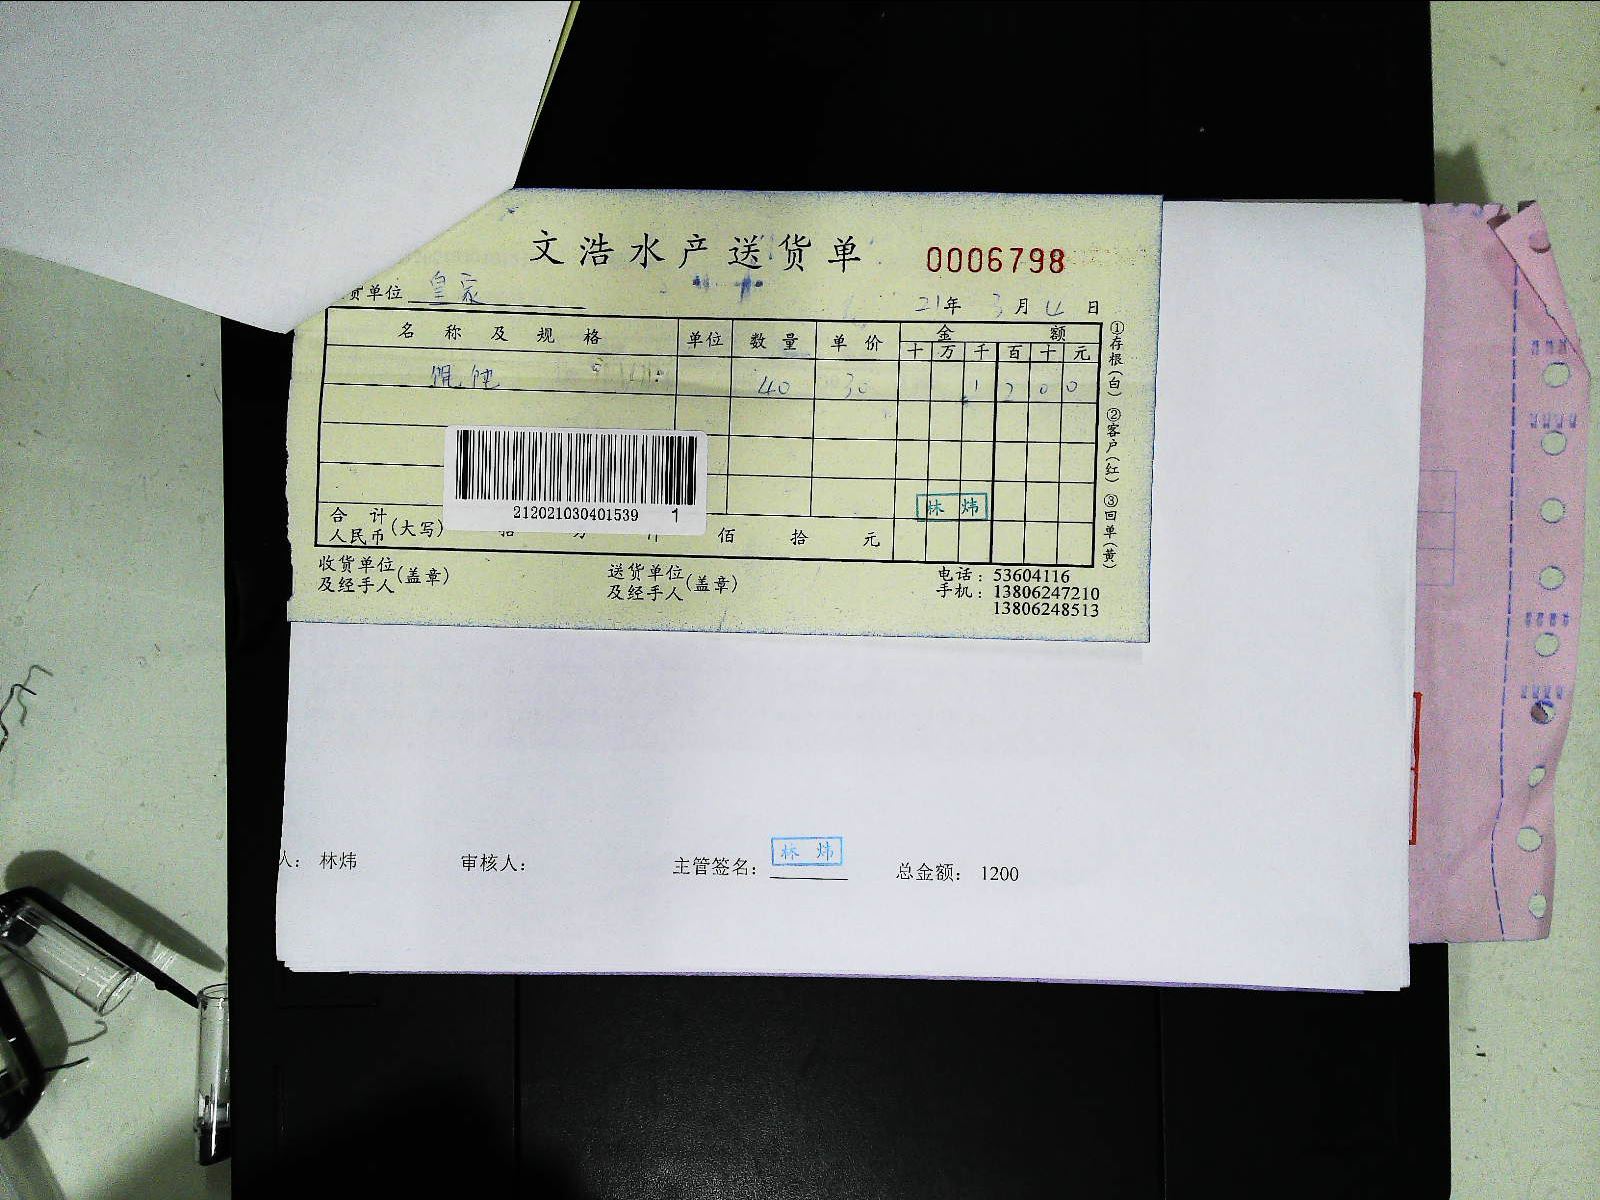 文浩水产送货单 0006798
货单位 皇家
21年 3月 4日
名称及规格 单位 数量 单价 金额
十 万 千 百 十 元
馄饨 40 30 1 2 0 0
212021030401539 1
林炜
合计
人民币(大写) 拾 万 仟 佰 拾 元
收货单位
及经手人(盖章)
送货单位
及经手人(盖章)
电话：53604116
手机：13806247210
13806248513
①存根(白) ②客户(红) ③回单(黄)
人： 林炜 审核人： 主管签名： 林炜 总金额： 1200